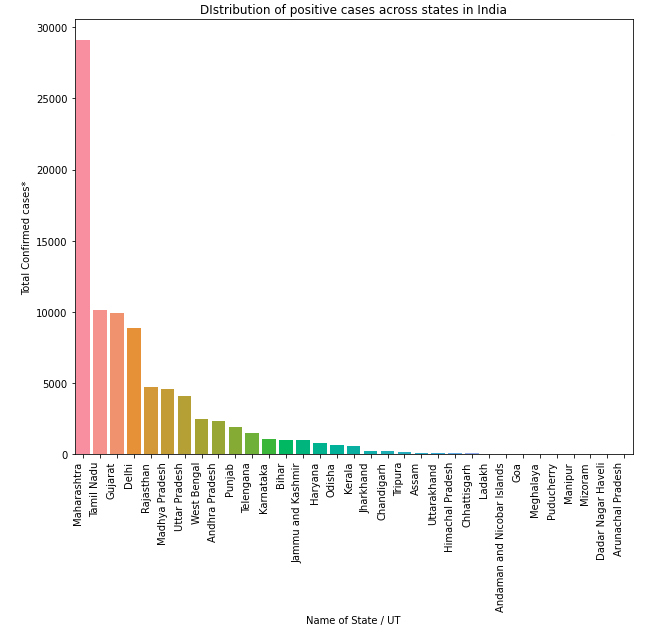 DIstribution of positive cases across states in India
30000
25000
20000
15000
10000
5000
0
Total Confirmed cases*
Maharashtra
Tamil Nadu
Gujarat
Delhi
Rajasthan
Madhya Pradesh
Uttar Pradesh
West Bengal
Andhra Pradesh
Punjab
Telengana
Karnataka
Bihar
Jammu and Kashmir
Haryana
Odisha
Kerala
Jharkhand
Chandigarh
Tripura
Assam
Uttarakhand
Himachal Pradesh
Chhattisgarh
Ladakh
Andaman and Nicobar Islands
Goa
Meghalaya
Puducherry
Manipur
Mizoram
Dadar Nagar Haveli
Arunachal Pradesh
Name of State / UT